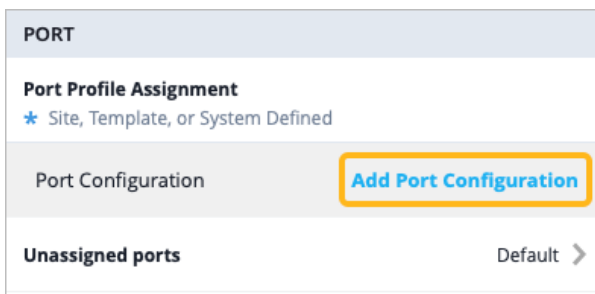 PORT
Port Profile Assignment
* Site, Template, or System Defined
Port Configuration Add Port Configuration
Unassigned ports Default